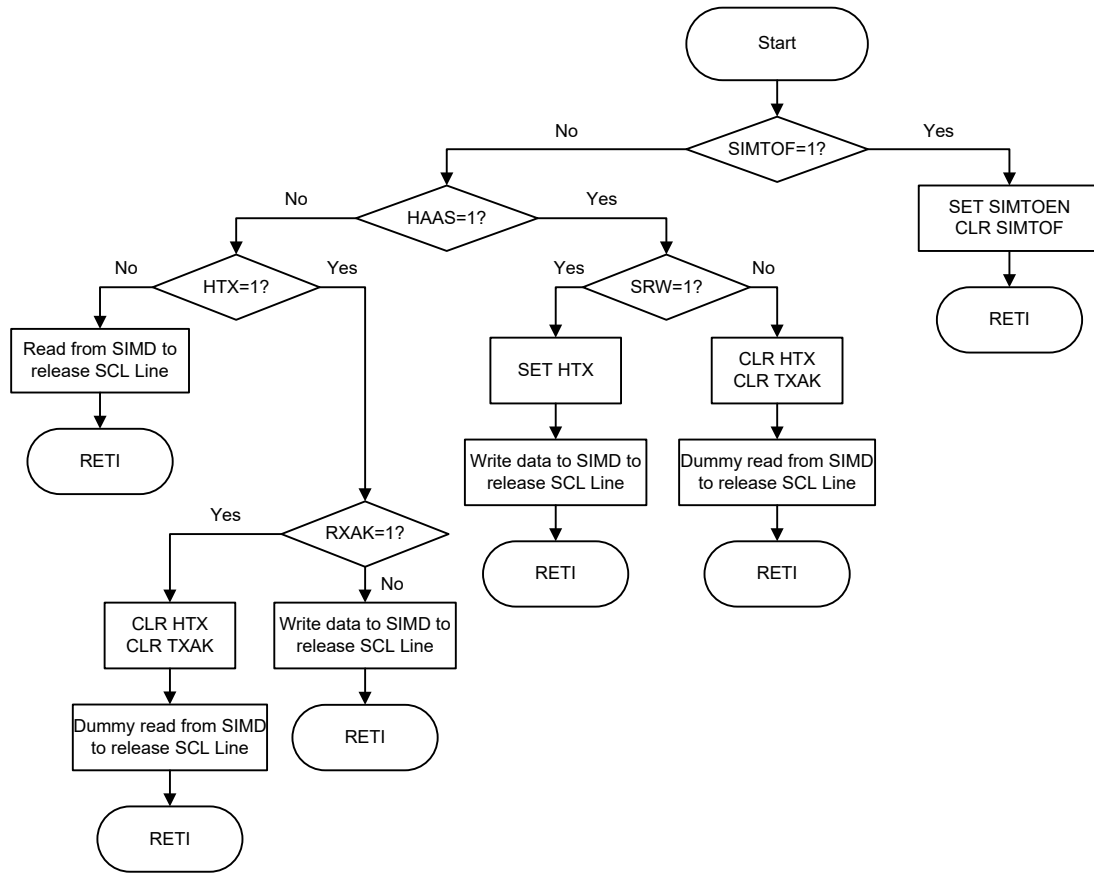 Start
No
SIMTOF=1?
Yes
No
HAAS=1?
Yes
SET SIMTOEN
CLR SIMTOF
No
HTX=1?
Yes
Yes
SRW=1?
No
RETI
Read from SIMD to
release SCL Line
SET HTX
CLR HTX
CLR TXAK
RETI
Write data to SIMD to
release SCL Line
Dummy read from SIMD
to release SCL Line
Yes
RXAK=1?
No
RETI
RETI
CLR HTX
CLR TXAK
Write data to SIMD to
release SCL Line
Dummy read from SIMD
to release SCL Line
RETI
RETI